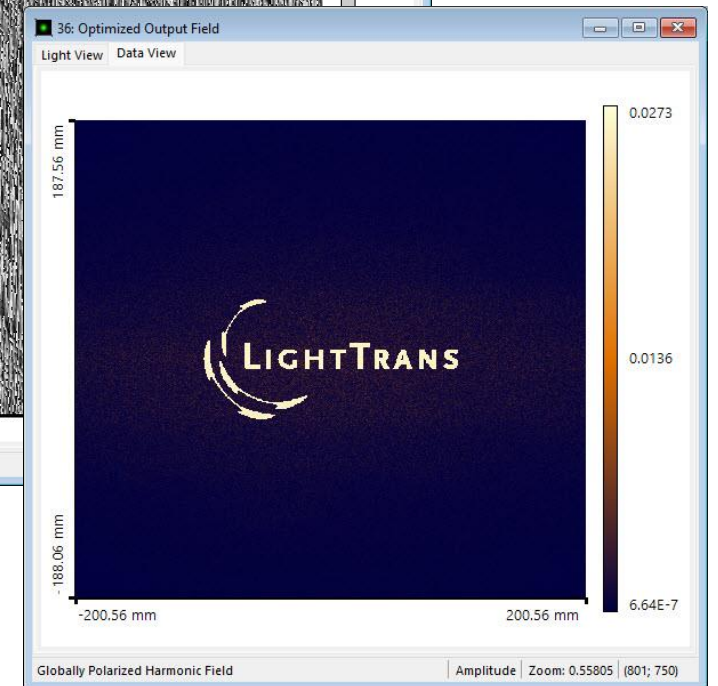 36: Optimized Output Field
Light View Data View
187.56 mm
-188.06 mm
-200.56 mm
200.56 mm
LIGHTTRANS
0.0273
0.0136
6.64E-7
Globally Polarized Harmonic Field
Amplitude
Zoom: 0.55805
(801; 750)